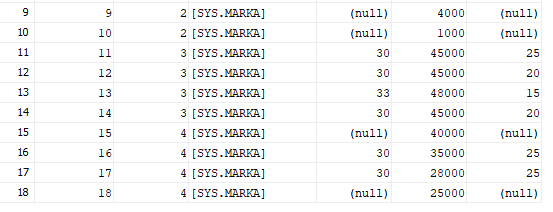 9 9 2 [SYS.MARKA] (null) 4000 (null)
10 10 2 [SYS.MARKA] (null) 1000 (null)
11 11 3 [SYS.MARKA] 30 45000 25
12 12 3 [SYS.MARKA] 30 45000 20
13 13 3 [SYS.MARKA] 33 48000 15
14 14 3 [SYS.MARKA] 30 45000 20
15 15 4 [SYS.MARKA] (null) 40000 (null)
16 16 4 [SYS.MARKA] 30 35000 25
17 17 4 [SYS.MARKA] 30 28000 25
18 18 4 [SYS.MARKA] (null) 25000 (null)